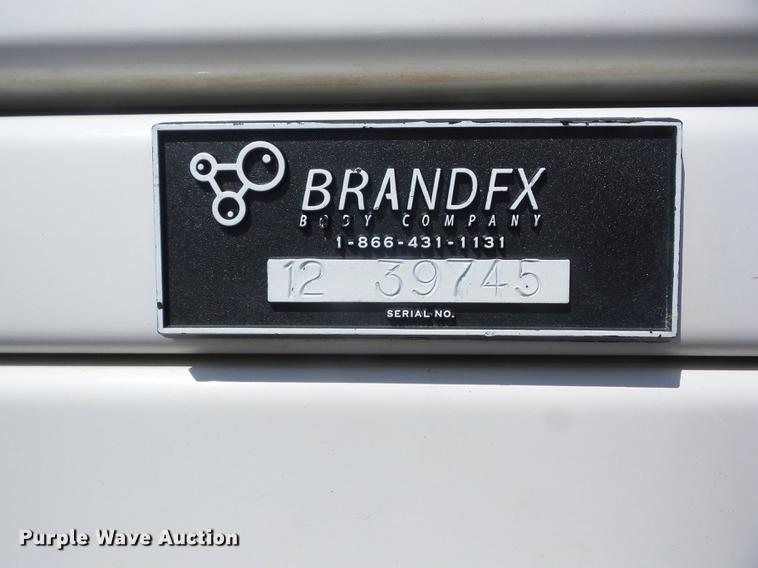 BRANDFX
BODY COMPANY
1-866-431-1131
12 39745
SERIAL NO.
Purple Wave Auction